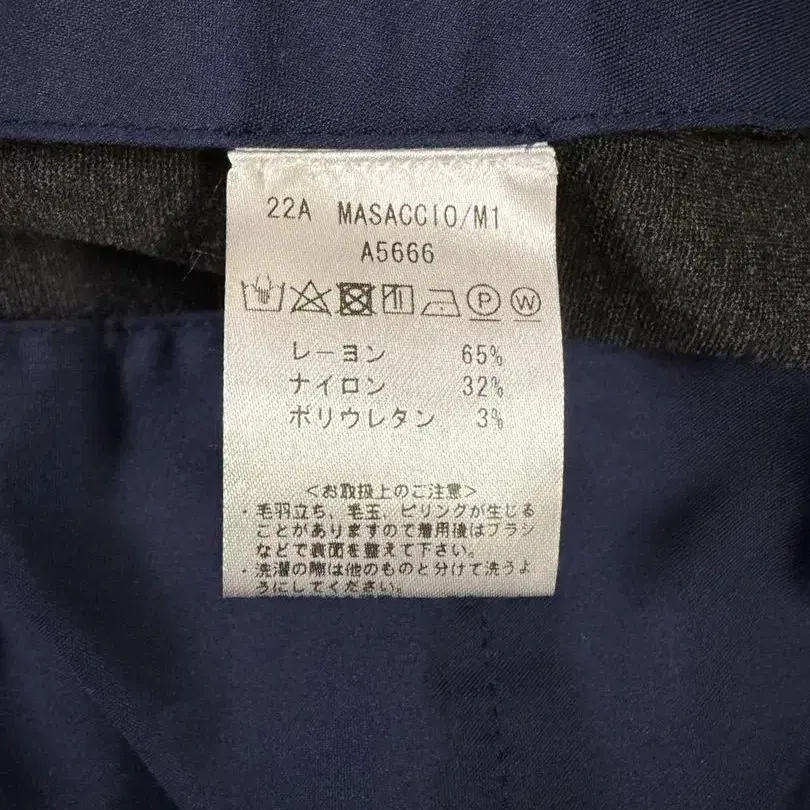 22A MASACCIO/M1
A5666
P W
レーヨン 65%
ナイロン 32%
ポリウレタン 3%
<お取扱上のご注意>
・毛羽立ち、毛玉、ピリングが生じる
ことがありますので着用後はブラシ
などで表面を整えて下さい。
・洗濯の際は他のものと分けて洗うよ
うにしてください。